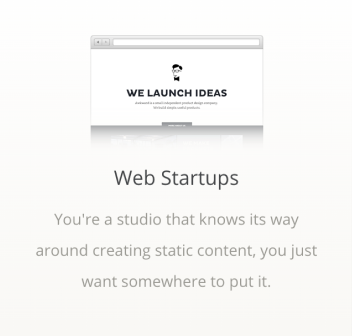 WE LAUNCH IDEAS
Web Startups
You're a studio that knows its way
around creating static content, you just
want somewhere to put it.